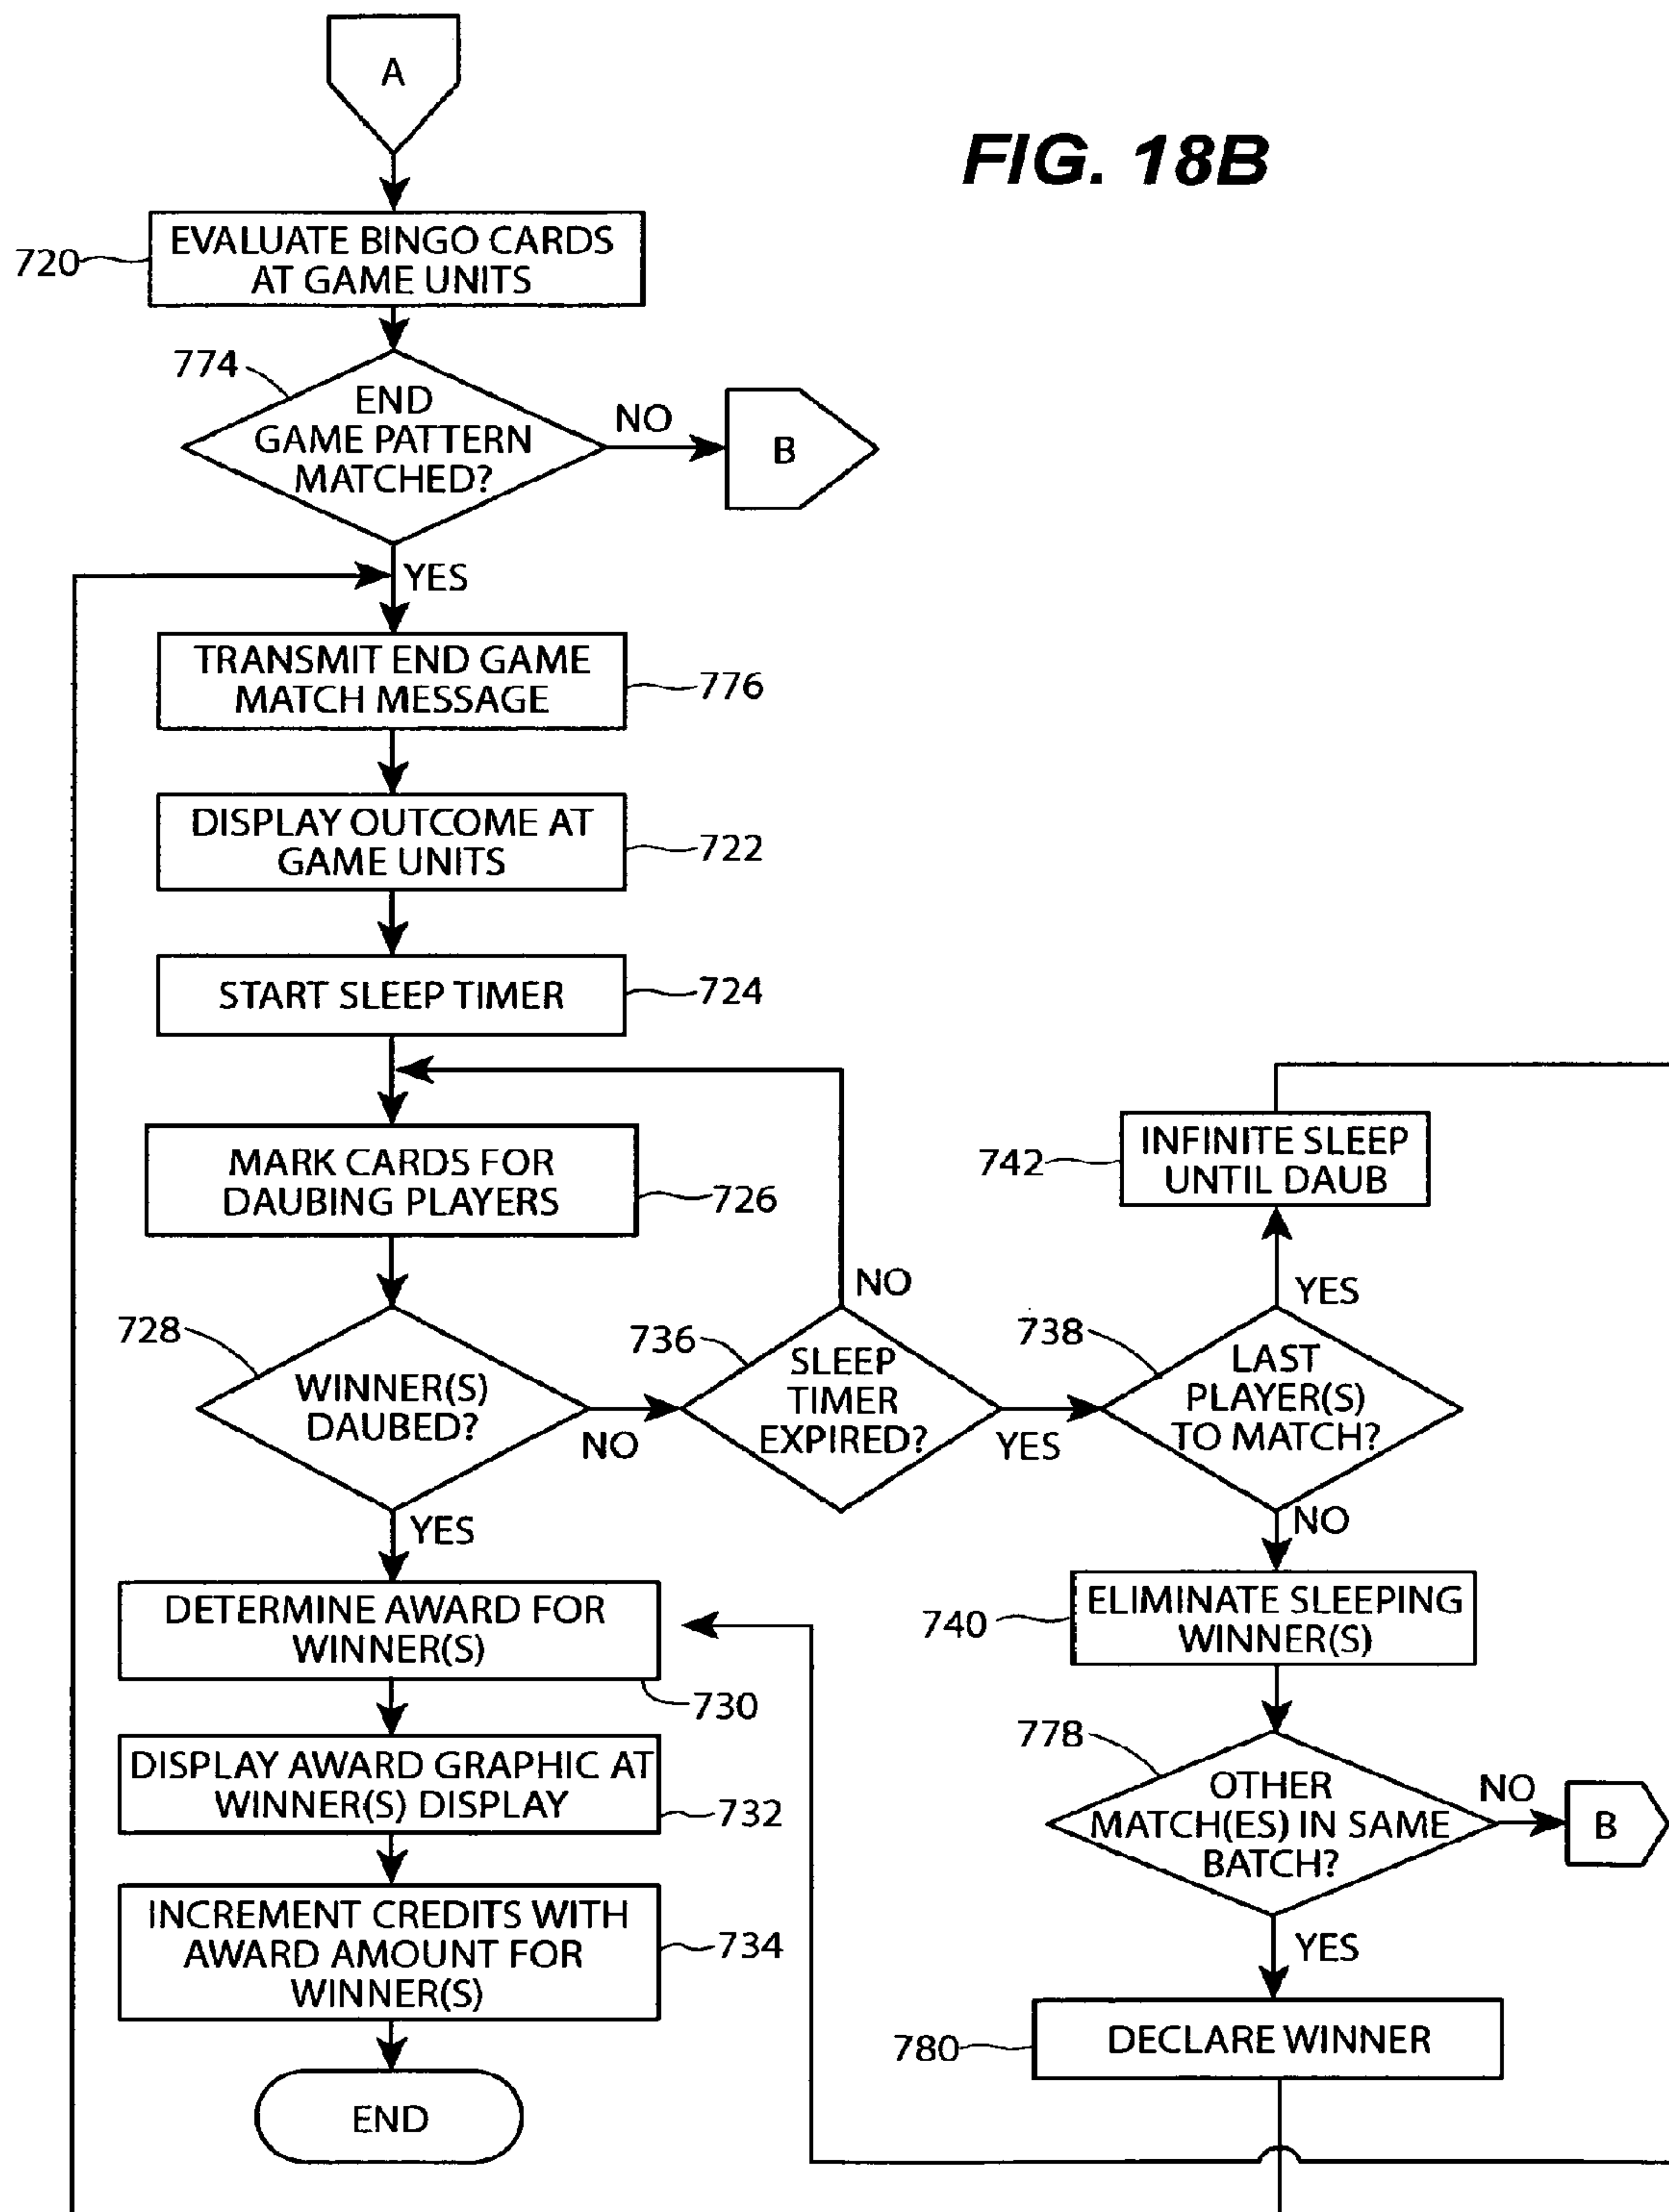 A
FIG. 18B
720
EVALUATE BINGO CARDS
AT GAME UNITS
774
END
GAME PATTERN
MATCHED?
NO
B
YES
TRANSMIT END GAME
MATCH MESSAGE
776
DISPLAY OUTCOME AT
GAME UNITS
722
START SLEEP TIMER
724
MARK CARDS FOR
DAUBING PLAYERS
726
742
INFINITE SLEEP
UNTIL DAUB
728
WINNER(S)
DAUBED?
NO
YES
736
SLEEP
TIMER
EXPIRED?
NO
YES
738
LAST
PLAYER(S)
TO MATCH?
YES
NO
DETERMINE AWARD FOR
WINNER(S)
730
740
ELIMINATE SLEEPING
WINNER(S)
DISPLAY AWARD GRAPHIC AT
WINNER(S) DISPLAY
732
778
OTHER
MATCH(ES) IN SAME
BATCH?
NO
B
YES
INCREMENT CREDITS WITH
AWARD AMOUNT FOR
WINNER(S)
734
780
DECLARE WINNER
END